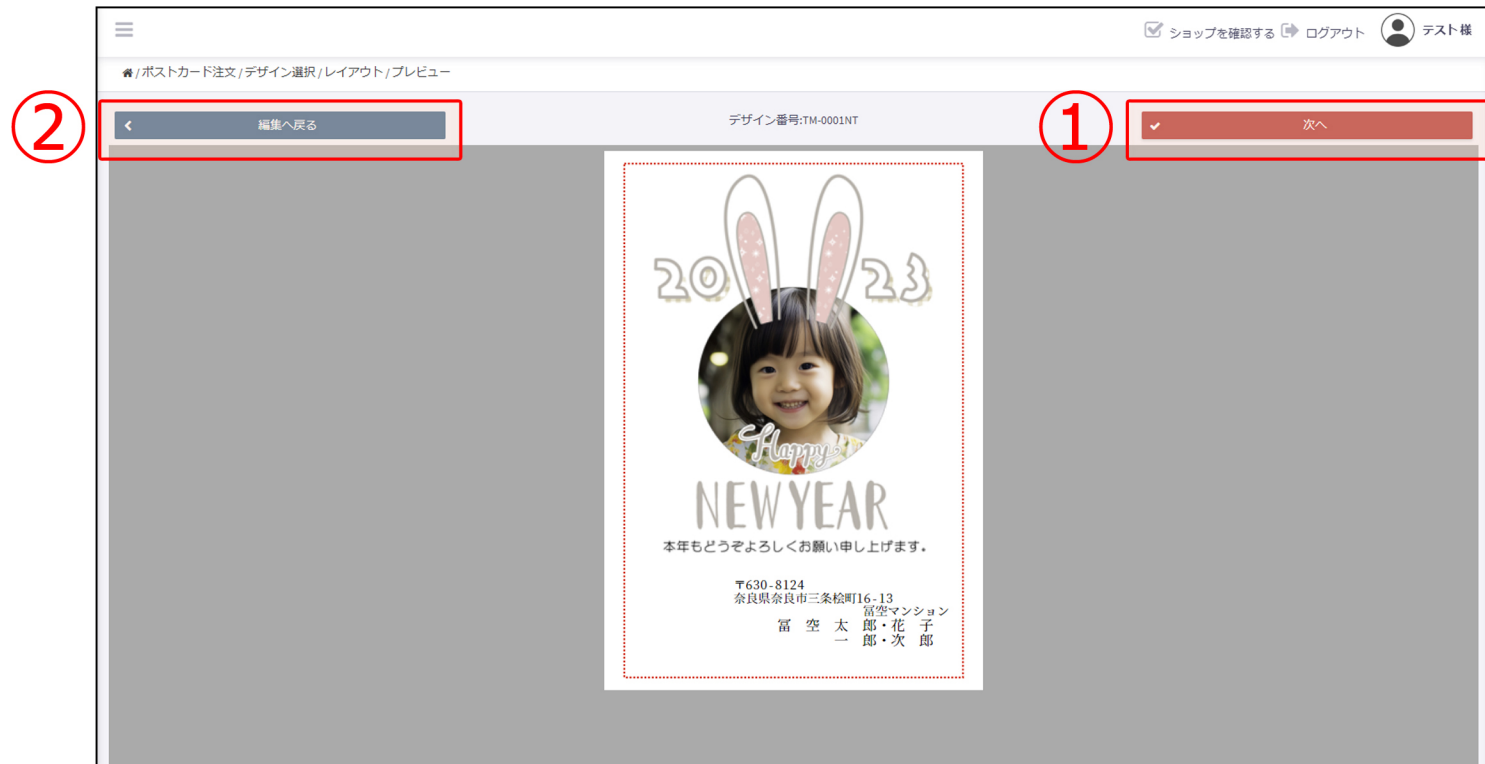 ショップを確認する ログアウト テスト様
/ポストカード注文/デザイン選択/レイアウト/プレビュー
② 編集へ戻る
デザイン番号:TM-0001NT
① 次へ
20 23
Happy
NEW YEAR
本年もどうぞよろしくお願い申し上げます。
〒630-8124
奈良県奈良市三条桧町16-13
冨空マンション
冨 空 太 郎・花 子
一 郎・次 郎